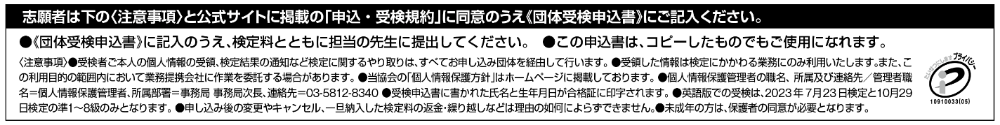 志願者は下の〈注意事項〉と公式サイトに掲載の「申込・受検規約」に同意のうえ《団体受検申込書》にご記入ください。
●《団体受検申込書》に記入のうえ、検定料とともに担当の先生に提出してください。 ●この申込書は、コピーしたものでもご使用になれます。
〈注意事項〉●受検者ご本人の個人情報の受領、検定結果の通知など検定に関するやり取りは、すべてお申し込み団体を経由して行います。●受領した情報は検定にかかわる業務にのみ利用いたします。また、こ
の利用目的の範囲内において業務提携会社に作業を委託する場合があります。●当協会の「個人情報保護方針」はホームページに掲載しております。●個人情報保護管理者の職名、所属及び連絡先／管理者職
名＝個人情報保護管理者、所属部署＝事務局 事務局次長、連絡先＝03-5812-8340 ●受検申込書に書かれた氏名と生年月日が合格証に印字されます。●英語版での受検は、2023年7月23日検定と10月29
日検定の準1～8級のみとなります。●申し込み後の変更やキャンセル、一旦納入した検定料の返金・繰り越しなどは理由の如何によらずできません。●未成年の方は、保護者の同意が必要となります。
たいせつにします プライバシー
10910033(05)